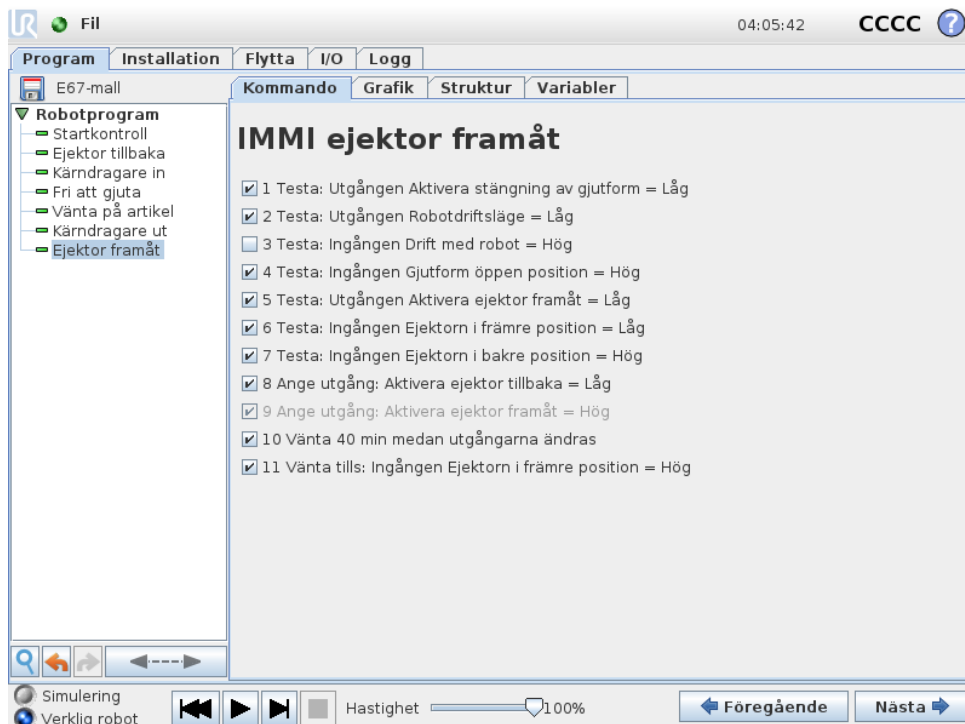 UR Fil 04:05:42 CCCC ?
Program Installation Flytta I/O Logg
E67-mall
Kommando Grafik Struktur Variabler
Robotprogram
Startkontroll
Ejektor tillbaka
Kärndragare in
Fri att gjuta
Vänta på artikel
Kärndragare ut
Ejektor framåt
IMMI ejektor framåt
1 Testa: Utgången Aktivera stängning av gjutform = Låg
2 Testa: Utgången Robotdriftsläge = Låg
3 Testa: Ingången Drift med robot = Hög
4 Testa: Ingången Gjutform öppen position = Hög
5 Testa: Utgången Aktivera ejektor framåt = Låg
6 Testa: Ingången Ejektorn i främre position = Låg
7 Testa: Ingången Ejektorn i bakre position = Hög
8 Ange utgång: Aktivera ejektor tillbaka = Låg
9 Ange utgång: Aktivera ejektor framåt = Hög
10 Vänta 40 min medan utgångarna ändras
11 Vänta tills: Ingången Ejektorn i främre position = Hög
Simulering
Verklig robot
Hastighet 100%
Föregående Nästa